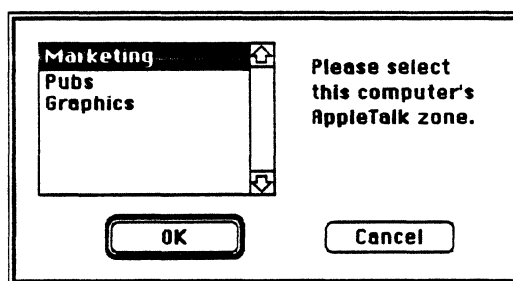 Marketing
Pubs
Graphics
Please select
this computer's
AppleTalk zone.
OK
Cancel